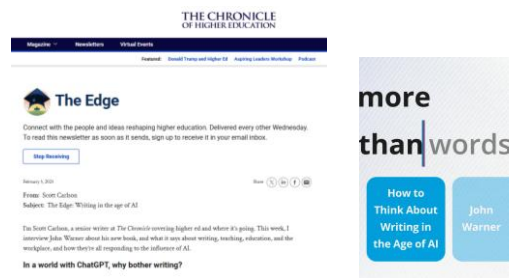 THE CHRONICLE
OF HIGHER EDUCATION
Magazine
Newsletters
Virtual Events
Featured: Donald Trump and Higher Ed Aspiring Leaders Workshop Podcast
The Edge
Connect with the people and ideas reshaping higher education. Delivered every other Wednesday.
To read this newsletter as soon as it sends, sign up to receive it in your email inbox.
Stop Receiving
February 5, 2025
Share
From: Scott Carlson
Subject: The Edge: Writing in the age of AI
I'm Scott Carlson, a senior writer at The Chronicle covering higher ed and where it's going. This week, I
interview John Warner about his new book, and what it says about writing, teaching, education, and the
workplace, and how they're all responding to the influence of AI.
In a world with ChatGPT, why bother writing?
more
than words
How to
Think About
Writing in
the Age of AI
John
Warner